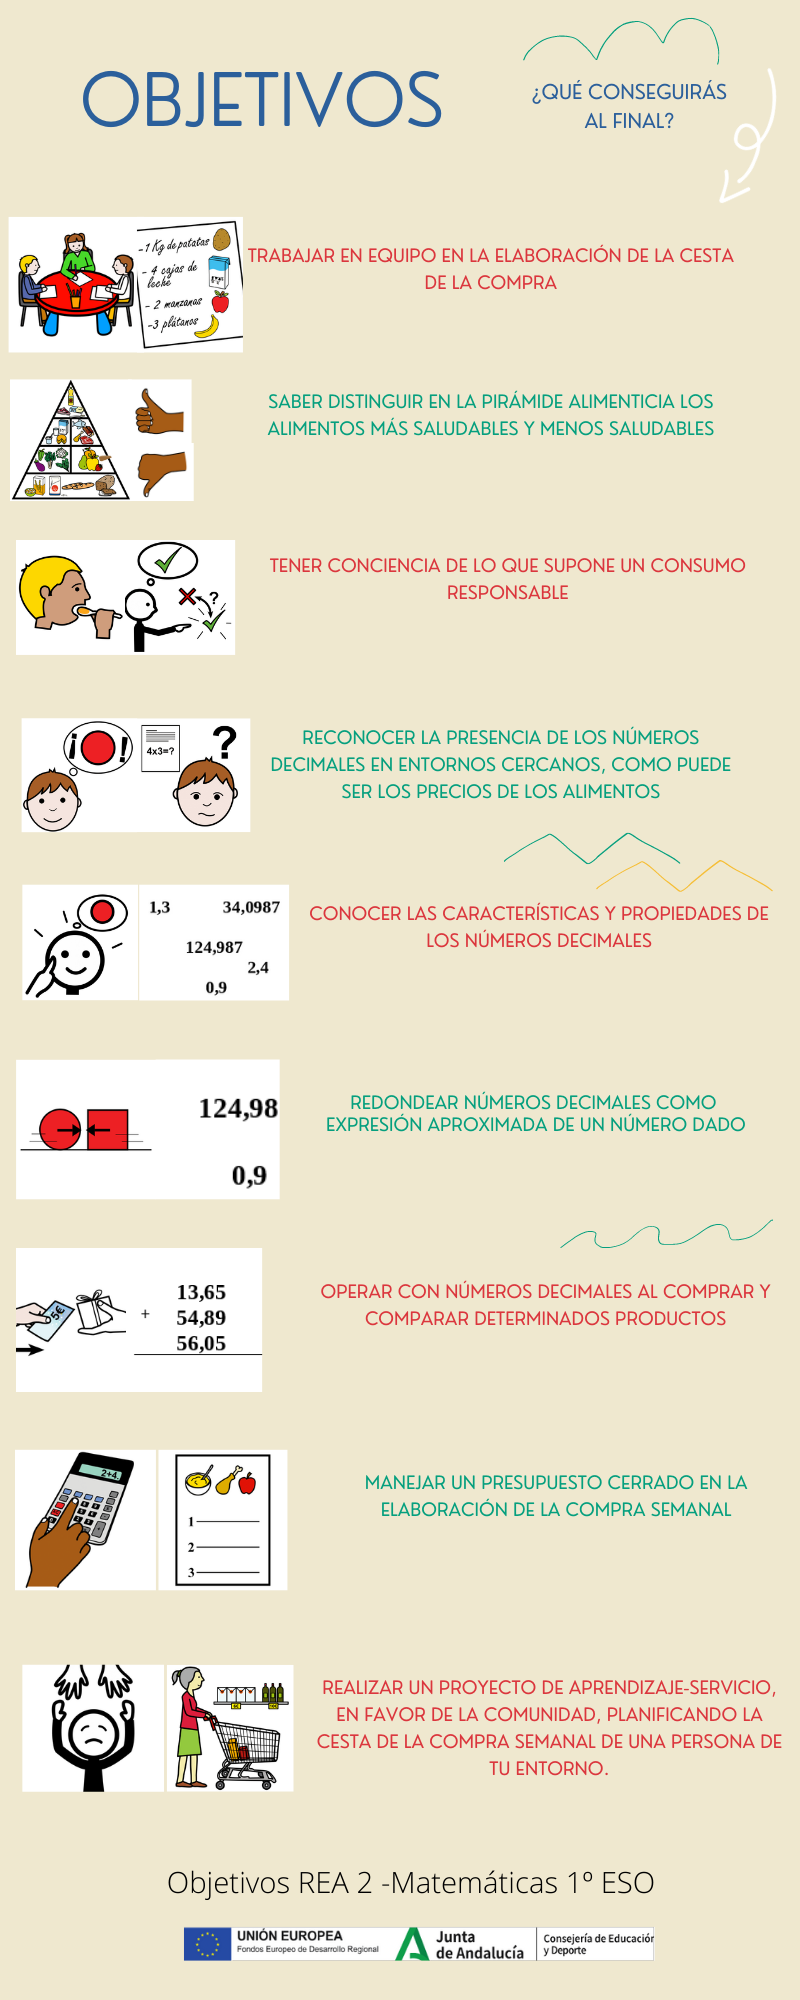 OBJETIVOS
¿QUÉ CONSEGUIRÁS
AL FINAL?
-1 Kg de patatas
- 4 cajas de
leche
- 2 manzanas
-3 plátanos
TRABAJAR EN EQUIPO EN LA ELABORACIÓN DE LA CESTA
DE LA COMPRA
SABER DISTINGUIR EN LA PIRÁMIDE ALIMENTICIA LOS
ALIMENTOS MÁS SALUDABLES Y MENOS SALUDABLES
?
TENER CONCIENCIA DE LO QUE SUPONE UN CONSUMO
RESPONSABLE
¡ !
4x3=?
?
RECONOCER LA PRESENCIA DE LOS NÚMEROS
DECIMALES EN ENTORNOS CERCANOS, COMO PUEDE
SER LOS PRECIOS DE LOS ALIMENTOS
1,3 34,0987
124,987
2,4
0,9
CONOCER LAS CARACTERÍSTICAS Y PROPIEDADES DE
LOS NÚMEROS DECIMALES
124,98
0,9
REDONDEAR NÚMEROS DECIMALES COMO
EXPRESIÓN APROXIMADA DE UN NÚMERO DADO
5€
13,65
+ 54,89
56,05
OPERAR CON NÚMEROS DECIMALES AL COMPRAR Y
COMPARAR DETERMINADOS PRODUCTOS
2+4.
1
2
3
MANEJAR UN PRESUPUESTO CERRADO EN LA
ELABORACIÓN DE LA COMPRA SEMANAL
REALIZAR UN PROYECTO DE APRENDIZAJE-SERVICIO,
EN FAVOR DE LA COMUNIDAD, PLANIFICANDO LA
CESTA DE LA COMPRA SEMANAL DE UNA PERSONA DE
TU ENTORNO.
Objetivos REA 2 -Matemáticas 1º ESO
UNIÓN EUROPEA
Fondos Europeo de Desarrollo Regional
Junta
de Andalucía
Consejería de Educación
y Deporte